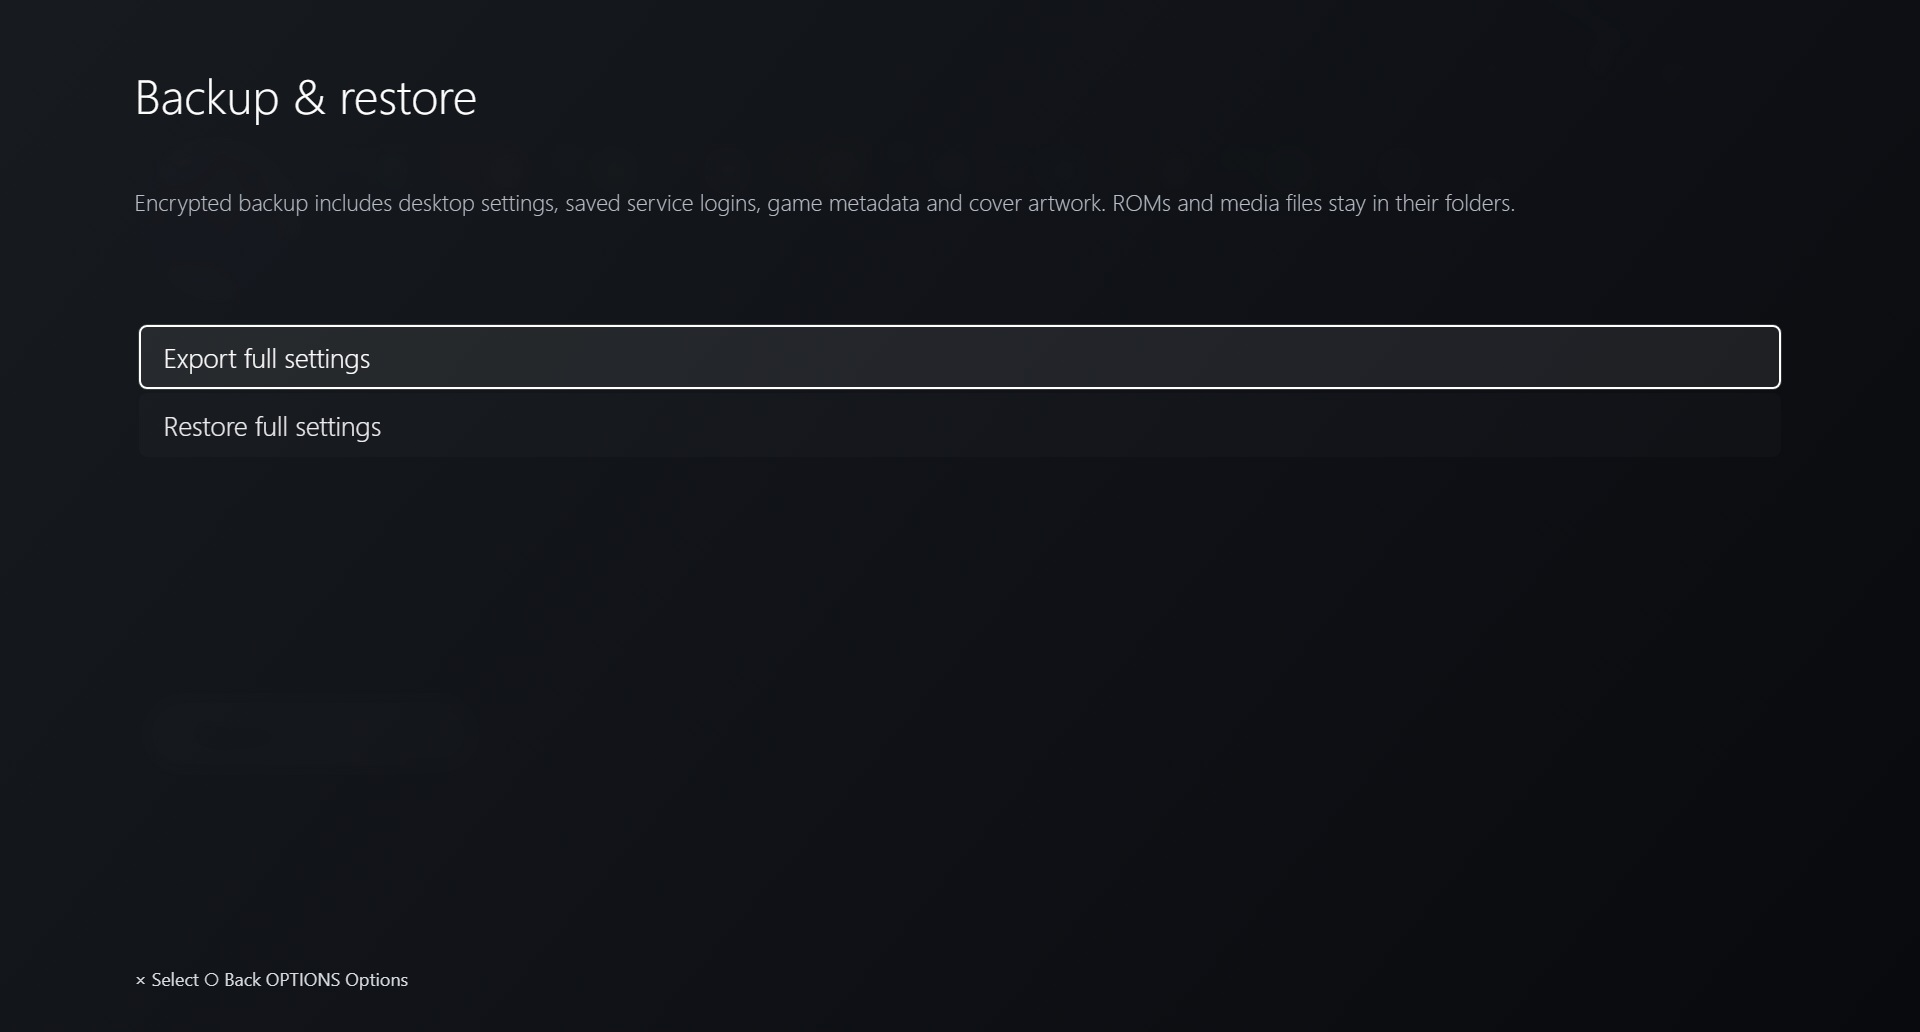 Backup & restore
Encrypted backup includes desktop settings, saved service logins, game metadata and cover artwork. ROMs and media files stay in their folders.
Export full settings
Restore full settings
× Select O Back OPTIONS Options